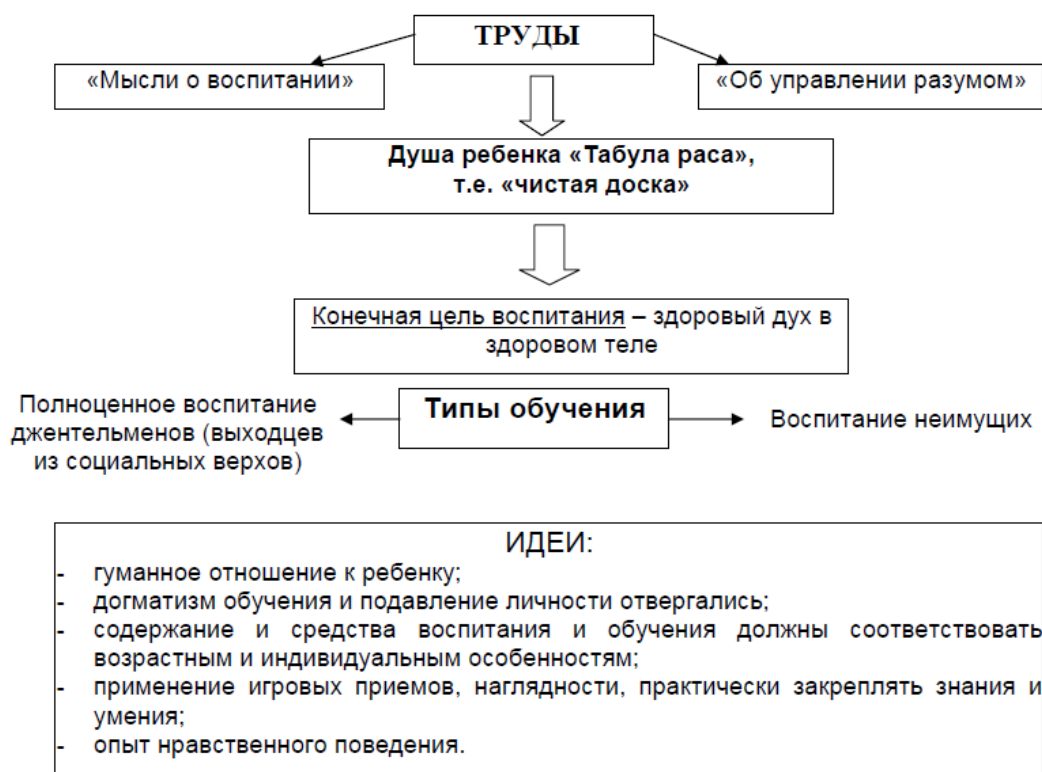 ТРУДЫ
«Мысли о воспитании»
«Об управлении разумом»
Душа ребенка «Табула раса»,
т.е. «чистая доска»
Конечная цель воспитания – здоровый дух в
здоровом теле
Типы обучения
Полноценное воспитание
джентельменов (выходцев
из социальных верхов)
Воспитание неимущих
ИДЕИ:
- гуманное отношение к ребенку;
- догматизм обучения и подавление личности отвергались;
- содержание и средства воспитания и обучения должны соответствовать
возрастным и индивидуальным особенностям;
- применение игровых приемов, наглядности, практически закреплять знания и
умения;
- опыт нравственного поведения.